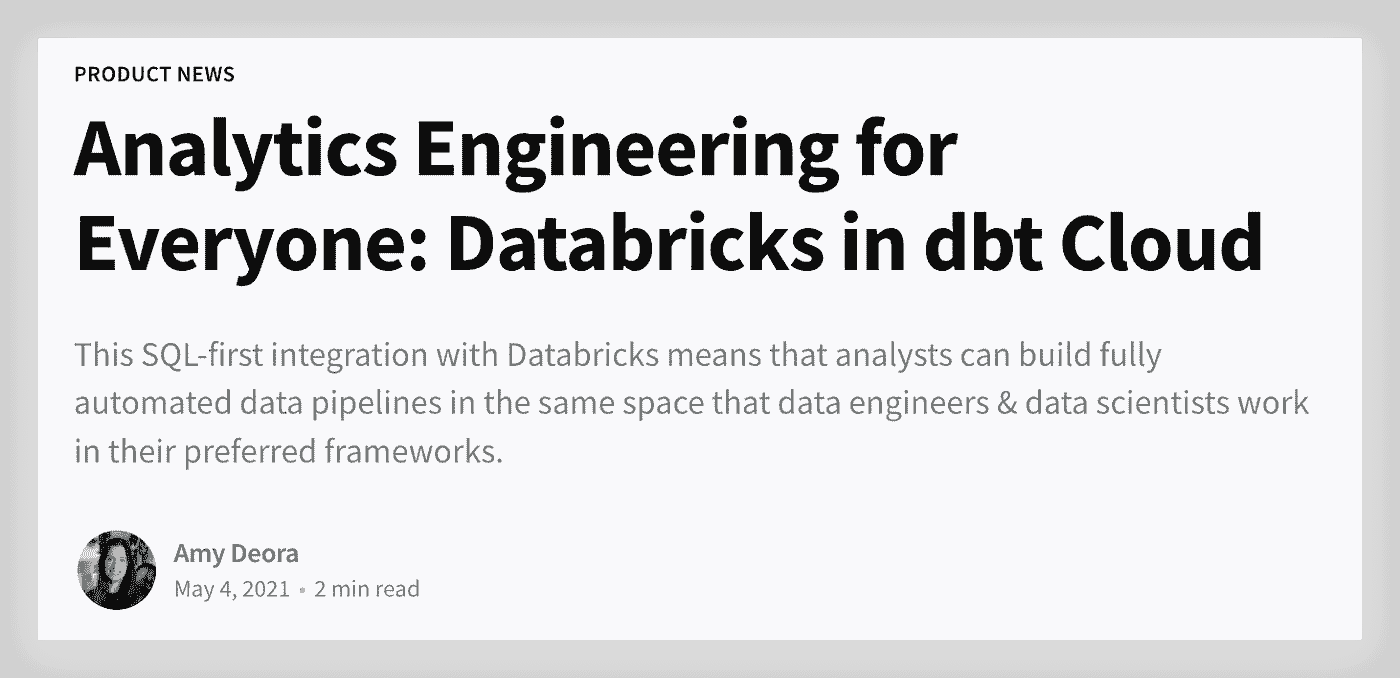 PRODUCT NEWS
Analytics Engineering for
Everyone: Databricks in dbt Cloud
This SQL-first integration with Databricks means that analysts can build fully
automated data pipelines in the same space that data engineers & data scientists work
in their preferred frameworks.
Amy Deora
May 4, 2021 • 2 min read